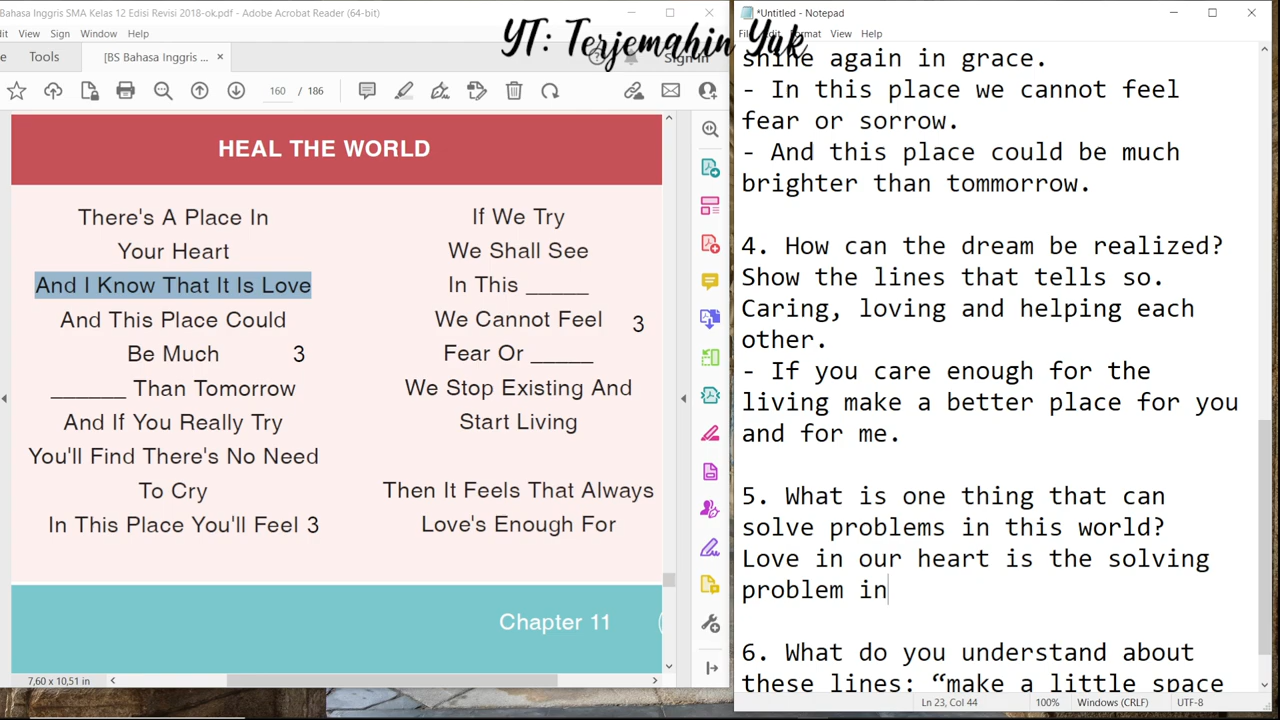 Bahasa Inggris SMA Kelas 12 Edisi Revisi 2018-ok.pdf - Adobe Acrobat Reader (64-bit)
View Sign Window Help
Tools
[BS Bahasa Inggris ...
Sign In
160 / 186
YT: Terjemahin Yuk
HEAL THE WORLD
There's A Place In
Your Heart
And I Know That It Is Love
And This Place Could
Be Much 3
______ Than Tomorrow
And If You Really Try
You'll Find There's No Need
To Cry
In This Place You'll Feel 3
If We Try
We Shall See
In This _____
We Cannot Feel 3
Fear Or _____
We Stop Existing And
Start Living
Then It Feels That Always
Love's Enough For
Chapter 11
7,60 x 10,51 in
*Untitled - Notepad
File Edit Format View Help
shine again in grace.
- In this place we cannot feel
fear or sorrow.
- And this place could be much
brighter than tommorrow.
4. How can the dream be realized?
Show the lines that tells so.
Caring, loving and helping each
other.
- If you care enough for the
living make a better place for you
and for me.
5. What is one thing that can
solve problems in this world?
Love in our heart is the solving
problem in
6. What do you understand about
these lines: “make a little space
Ln 23, Col 44 100% Windows (CRLF) UTF-8